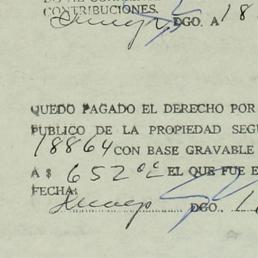 CONTRIBUCIONES.
DGO. A 18
QUEDO PAGADO EL DERECHO POR
PUBLICO DE LA PROPIEDAD SEG
18864 CON BASE GRAVABLE
A $ 652.02 EL QUE FUE E
FECHA:
DGO.